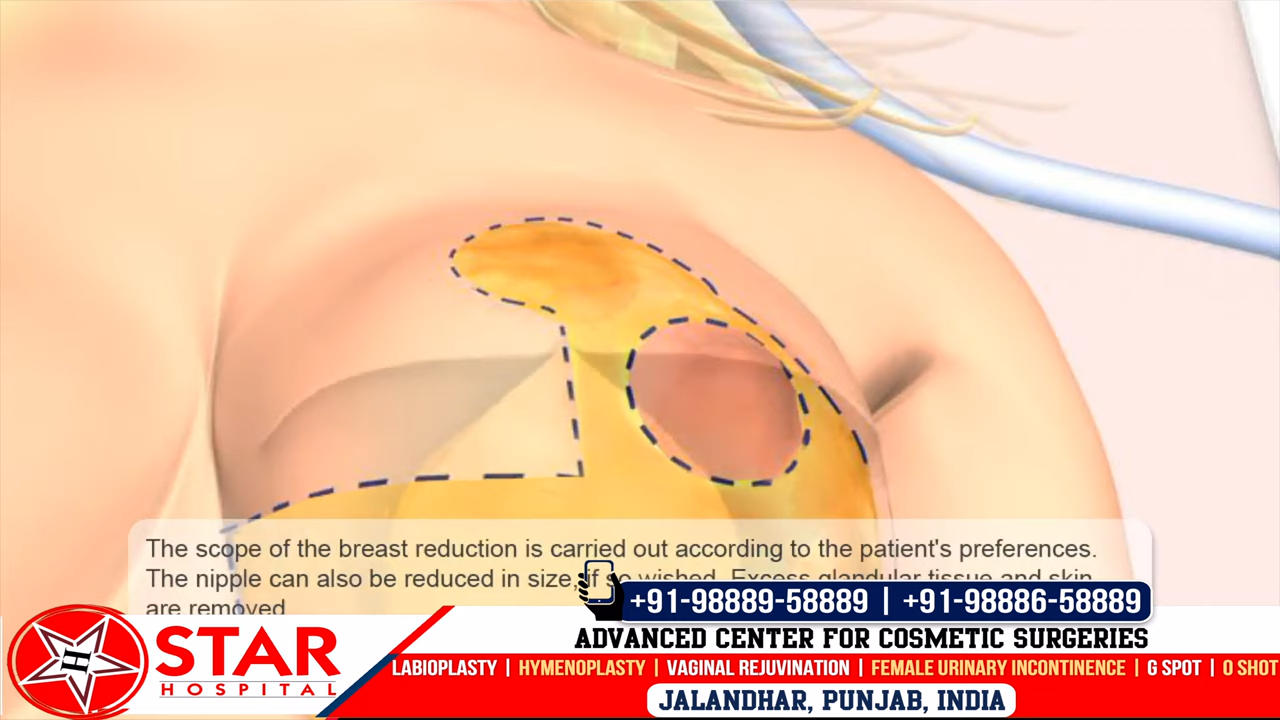 The scope of the breast reduction is carried out according to the patient's preferences.
The nipple can also be reduced in size, if so wished. Excess glandular tissue and skin
are removed
+91-98889-58889 | +91-98886-58889
STAR
HOSPITAL
H
ADVANCED CENTER FOR COSMETIC SURGERIES
LABIOPLASTY | HYMENOPLASTY | VAGINAL REJUVINATION | FEMALE URINARY INCONTINENCE | G SPOT | O SHOT
JALANDHAR, PUNJAB, INDIA